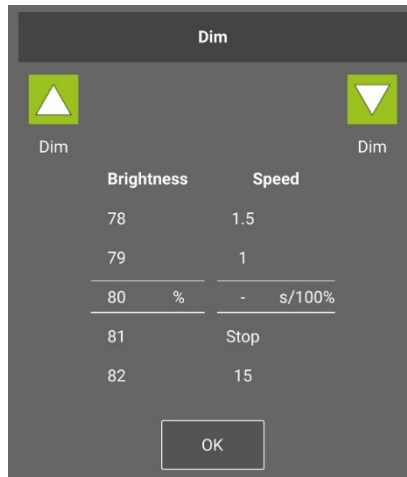 Dim
Dim Dim
Brightness Speed
78 1.5
79 1
80 % - s/100%
81 Stop
82 15
OK